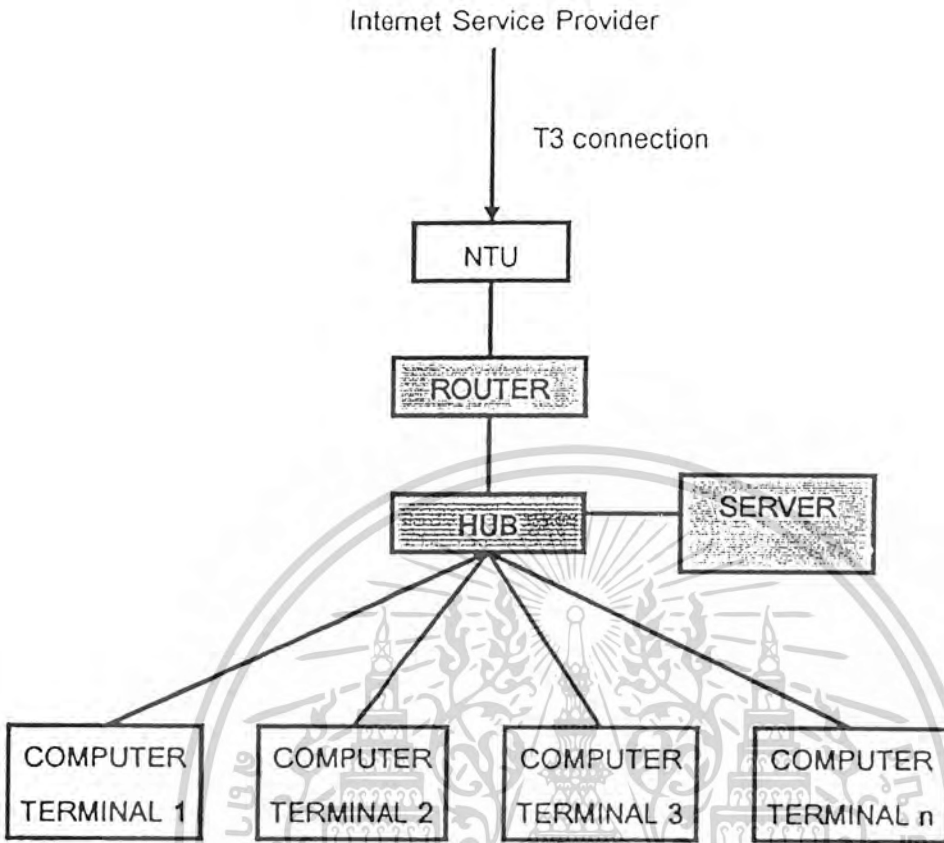 Internet Service Provider
T3 connection
NTU
ROUTER
HUB
SERVER
COMPUTER
TERMINAL 1
COMPUTER
TERMINAL 2
COMPUTER
TERMINAL 3
COMPUTER
TERMINAL n